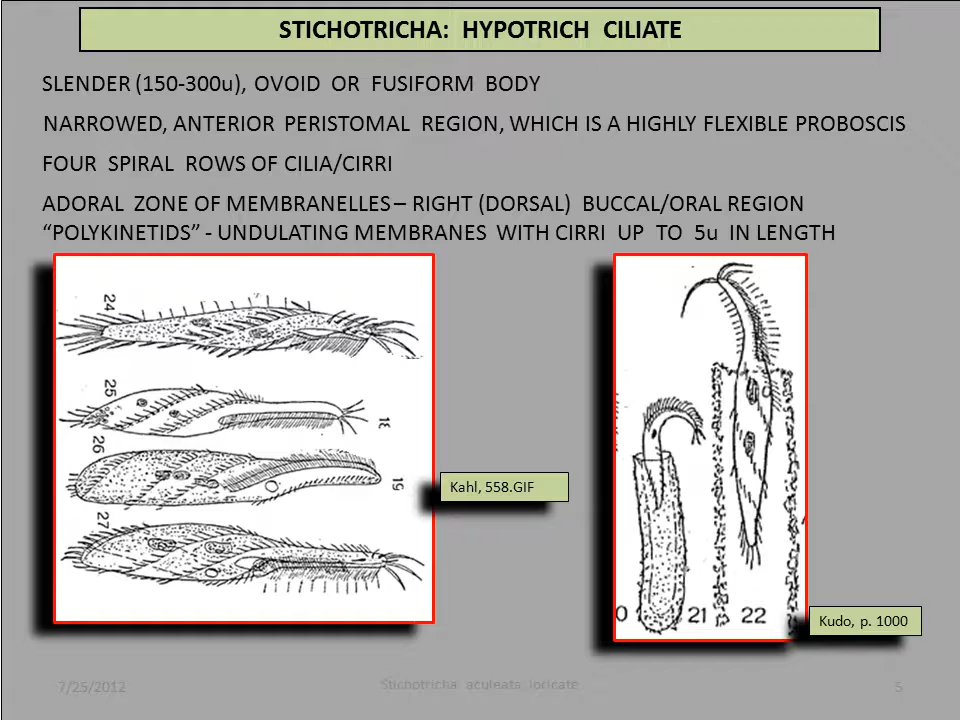 STICHOTRICHA: HYPOTRICH CILIATE
SLENDER (150-300u), OVOID OR FUSIFORM BODY
NARROWED, ANTERIOR PERISTOMAL REGION, WHICH IS A HIGHLY FLEXIBLE PROBOSCIS
FOUR SPIRAL ROWS OF CILIA/CIRRI
ADORAL ZONE OF MEMBRANELLES – RIGHT (DORSAL) BUCCAL/ORAL REGION
“POLYKINETIDS” - UNDULATING MEMBRANES WITH CIRRI UP TO 5u IN LENGTH
24
25
18
26
19
27
Kahl, 558.GIF
0 21 22
Kudo, p. 1000
7/25/2012
Stichotricha aculeata loricate
5